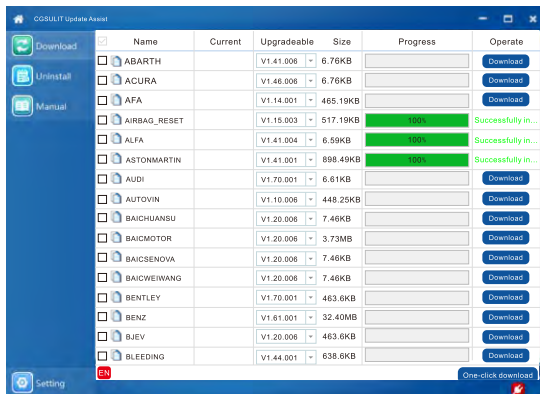 CGSULIT Update Assist
Download
Uninstall
Manual
Name Current Upgradeable Size Progress Operate
ABARTH V1.41.006 6.76KB Download
ACURA V1.46.006 6.76KB Download
AFA V1.14.001 465.19KB Download
AIRBAG_RESET V1.15.003 517.19KB 100% Successfully in...
ALFA V1.41.004 6.59KB 100% Successfully in...
ASTONMARTIN V1.41.001 898.49KB 100% Successfully in...
AUDI V1.70.001 6.61KB Download
AUTOVIN V1.10.006 448.25KB Download
BAICHUANSU V1.20.006 7.46KB Download
BAICMOTOR V1.20.006 3.73MB Download
BAICSENOVA V1.20.006 7.46KB Download
BAICWEIWANG V1.20.006 7.46KB Download
BENTLEY V1.70.001 463.6KB Download
BENZ V1.61.001 32.40MB Download
BJEV V1.20.006 463.6KB Download
BLEEDING V1.44.001 638.6KB Download
EN One-click download
Setting